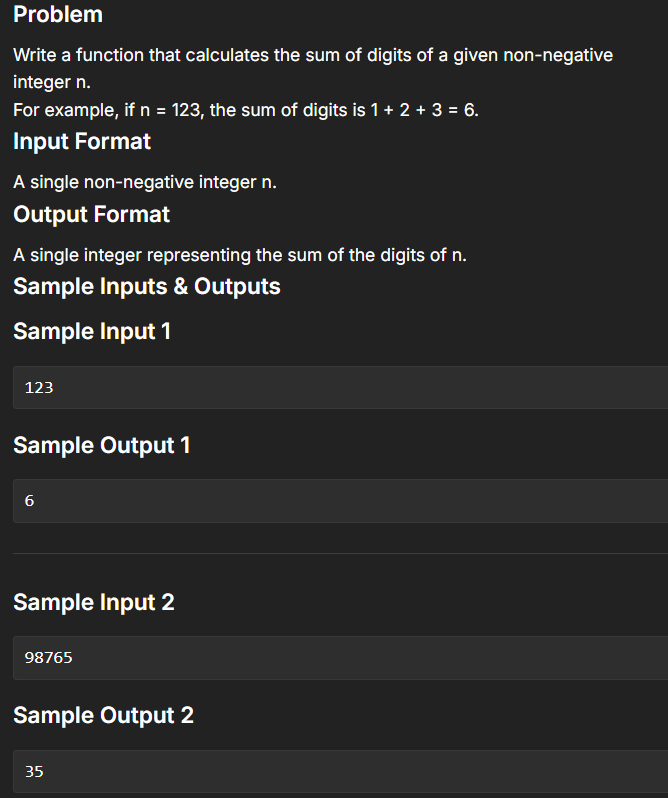 Problem
Write a function that calculates the sum of digits of a given non-negative
integer n.
For example, if n = 123, the sum of digits is 1 + 2 + 3 = 6.
Input Format
A single non-negative integer n.
Output Format
A single integer representing the sum of the digits of n.
Sample Inputs & Outputs
Sample Input 1
123
Sample Output 1
6
Sample Input 2
98765
Sample Output 2
35